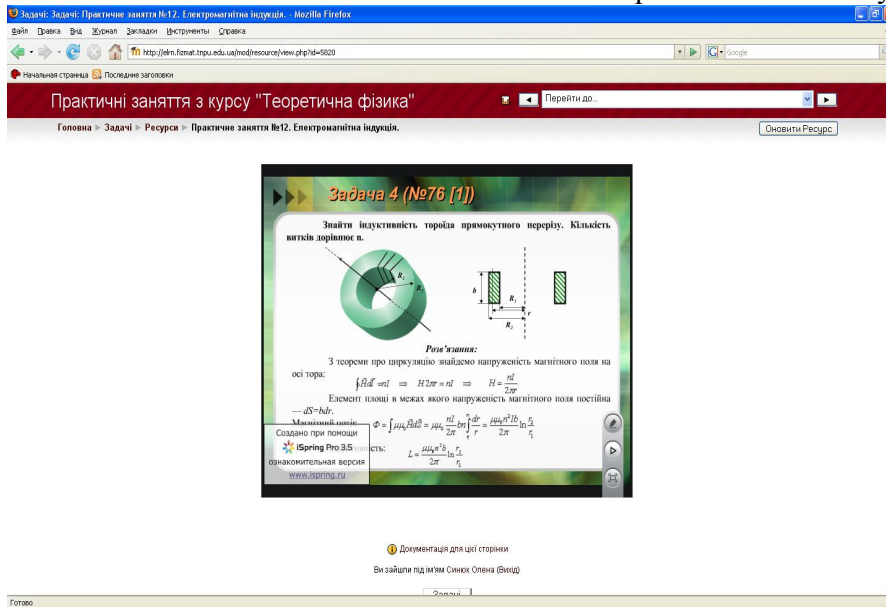 Задачі: Задачі: Практичне заняття №12. Електромагнітна індукція. - Mozilla Firefox
Файл Правка Вид Журнал Закладки Инструменты Справка
http://elrn.fizmat.tnpu.edu.ua/mod/resource/view.php?id=5820
Google
Начальная страница Последние заголовки
Практичні заняття з курсу "Теоретична фізика"
Перейти до...
Головна ► Задачі ► Ресурси ► Практичне заняття №12. Електромагнітна індукція.
Оновити Ресурс
Задача 4 (№76 [1])
Знайти індуктивність тороїда прямокутного перерізу. Кількість
витків дорівнює n.
R₁
R₂
b
R₁
r
R₂
Розв'язання:
З теореми про циркуляцію знайдемо напруженість магнітного поля на
осі тора:
∮H⃗dl⃗ = nI ⇒ H2πr = nI ⇒ H = nI/2πr
Елемент площі в межах якого напруженість магнітного поля постійна
— dS=bdr.
Магнітний потік
Φ = ∫μμ₀H⃗dS⃗ = μμ₀ nI/2π bn ∫ dr/r = μμ₀n²Ib/2π ln r₂/r₁
ість:
L = μμ₀n²b/2π ln r₂/r₁
Создано при помощи
iSpring Pro 3.5
ознакомительная версия
www.ispring.ru
Документація для цієї сторінки
Ви зайшли під ім'ям Синюк Олена (Вихід)
Задачі
Готово